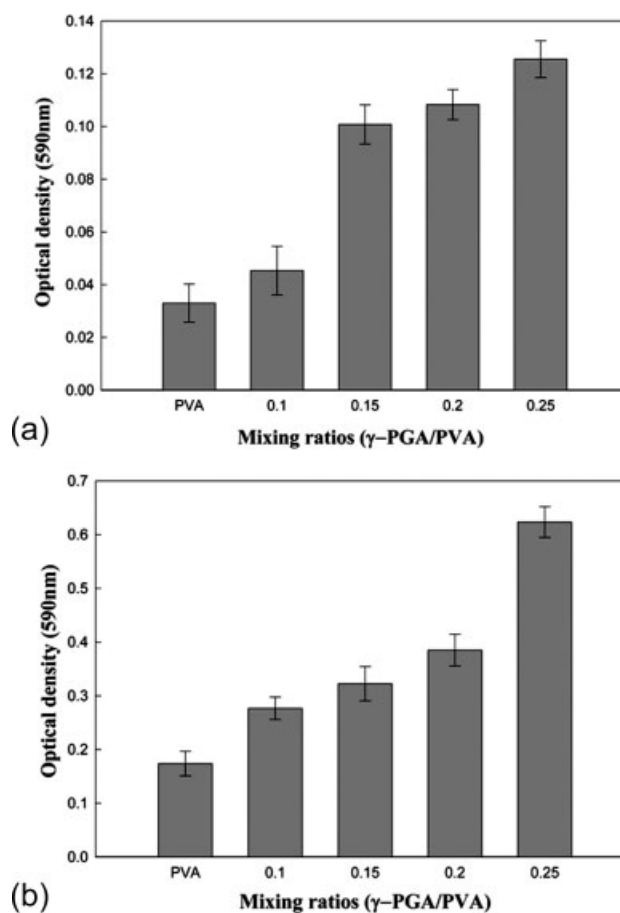 0.14
0.12
0.10
0.08
0.06
0.04
0.02
0.00
Optical density (590nm)
PVA 0.1 0.15 0.2 0.25
(a) Mixing ratios (γ−PGA/PVA)
0.7
0.6
0.5
0.4
0.3
0.2
0.1
0.0
Optical density (590nm)
PVA 0.1 0.15 0.2 0.25
(b) Mixing ratios (γ−PGA/PVA)